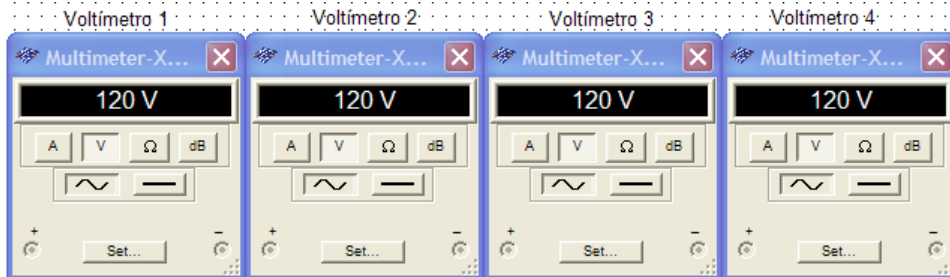 Voltímetro 1 Voltímetro 2 Voltímetro 3 Voltímetro 4
Multimeter-X... Multimeter-X... Multimeter-X... Multimeter-X...
120 V 120 V 120 V 120 V
A V Ω dB A V Ω dB A V Ω dB A V Ω dB
+ – + – + – + –
Set... Set... Set... Set...